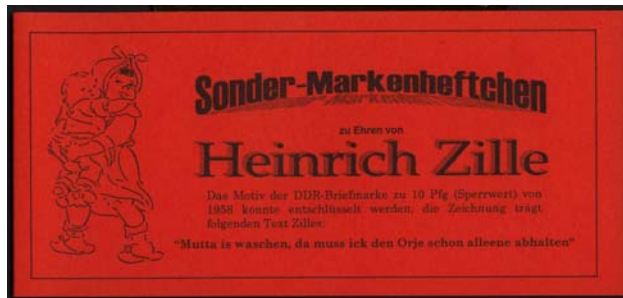 Sonder-Markenheftchen
zu Ehren von
Heinrich Zille
Das Motiv der DDR-Briefmarke zu 10 Pfg (Sperrwert) von
1958 konnte entschlüsselt werden, die Zeichnung trägt
folgenden Text Zilles:
"Mutta is waschen, da muss ick den Orje schon alleene abhalten"